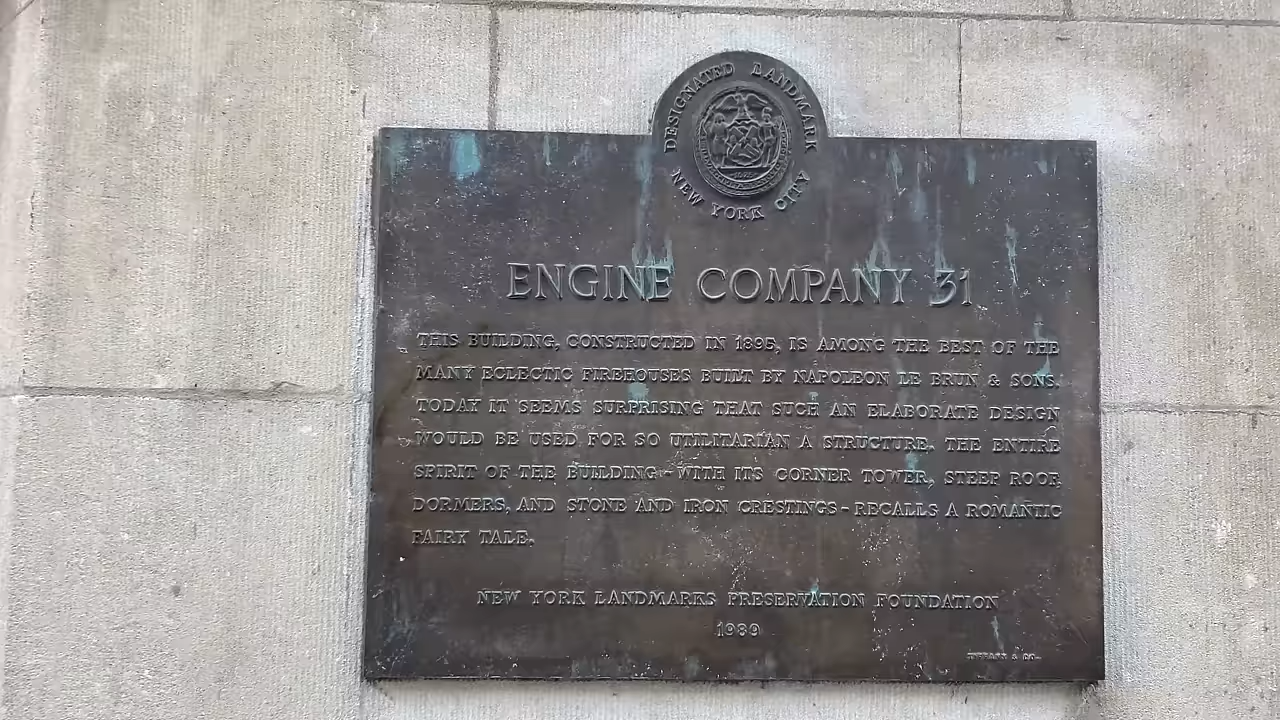 DESIGNATED LANDMARK
NEW YORK CITY
ENGINE COMPANY 31
THIS BUILDING, CONSTRUCTED IN 1895, IS AMONG THE BEST OF THE
MANY ECLECTIC FIREHOUSES BUILT BY NAPOLEON LE BRUN & SONS.
TODAY IT SEEMS SURPRISING THAT SUCH AN ELABORATE DESIGN
WOULD BE USED FOR SO UTILITARIAN A STRUCTURE. THE ENTIRE
SPIRIT OF THE BUILDING - WITH ITS CORNER TOWER, STEEP ROOF,
DORMERS, AND STONE AND IRON CRESTINGS - RECALLS A ROMANTIC
FAIRY TALE.
NEW YORK LANDMARKS PRESERVATION FOUNDATION
1989